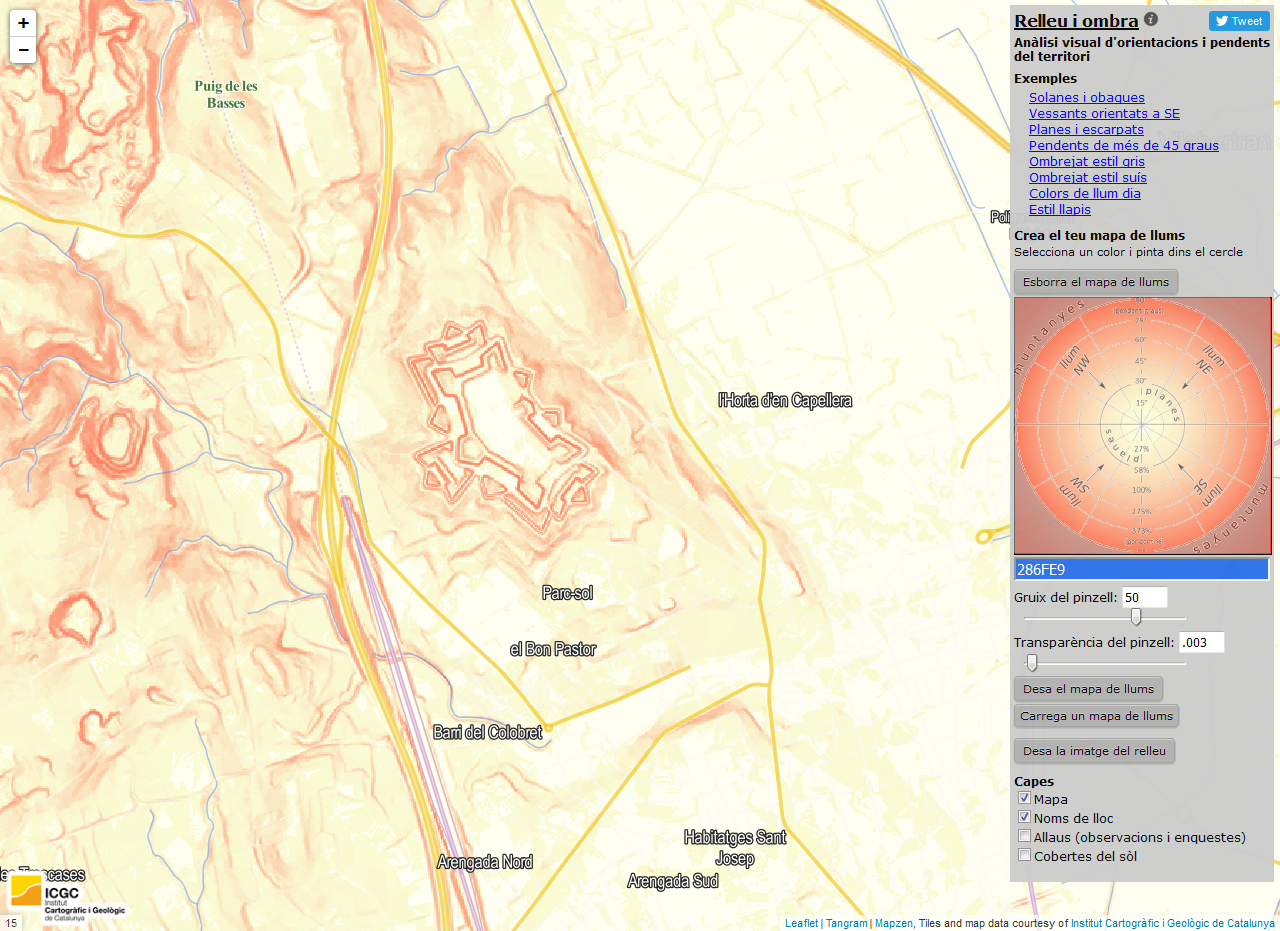 +
−
Puig de les
Basses
l'Horta d'en Capellera
Parc-sol
el Bon Pastor
Barri del Colobret
Habitatges Sant
Josep
Arengada Nord
Arengada Sud
ICGC
Institut
Cartogràfic i Geològic
de Catalunya
15
Leaflet | Tangram | Mapzen, Tiles and map data courtesy of Institut Cartogràfic i Geològic de Catalunya
Relleu i ombra
i
Tweet
Anàlisi visual d'orientacions i pendents
del territori
Exemples
Solanes i obagues
Vessants orientats a SE
Planes i escarpats
Pendents de més de 45 graus
Ombrejat estil gris
Ombrejat estil suís
Colors de llum dia
Estil llapis
Crea el teu mapa de llums
Selecciona un color i pinta dins el cercle
Esborra el mapa de llums
muntanyes
(pendent graus)
75°
60°
45°
30°
15°
llum
NW
llum
NE
planes
planes
27%
58%
100%
175%
373%
(pendent %)
llum
SW
llum
SE
muntanyes
286FE9
Gruix del pinzell: 50
Transparència del pinzell: .003
Desa el mapa de llums
Carrega un mapa de llums
Desa la imatge del relleu
Capes
Mapa
Noms de lloc
Allaus (observacions i enquestes)
Cobertes del sòl